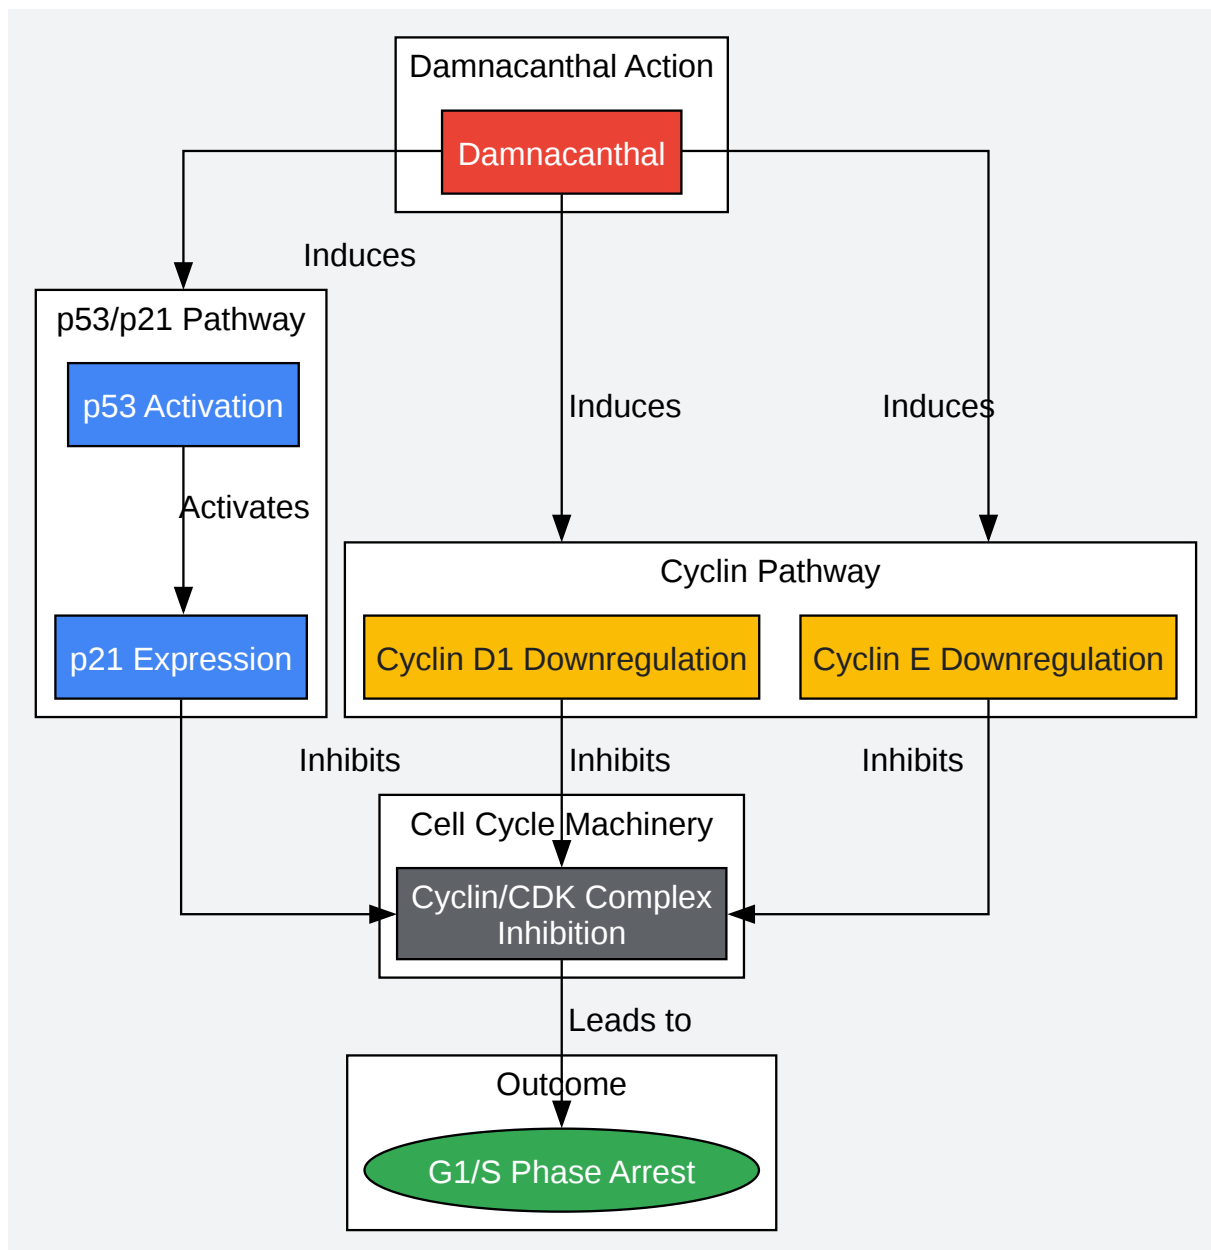 Damnacanthal Action
Damnacanthal
Induces
p53/p21 Pathway
p53 Activation
Induces
Induces
Activates
Cyclin Pathway
p21 Expression
Cyclin D1 Downregulation
Cyclin E Downregulation
Inhibits
Inhibits
Inhibits
Cell Cycle Machinery
Cyclin/CDK Complex
Inhibition
Leads to
Outcome
G1/S Phase Arrest